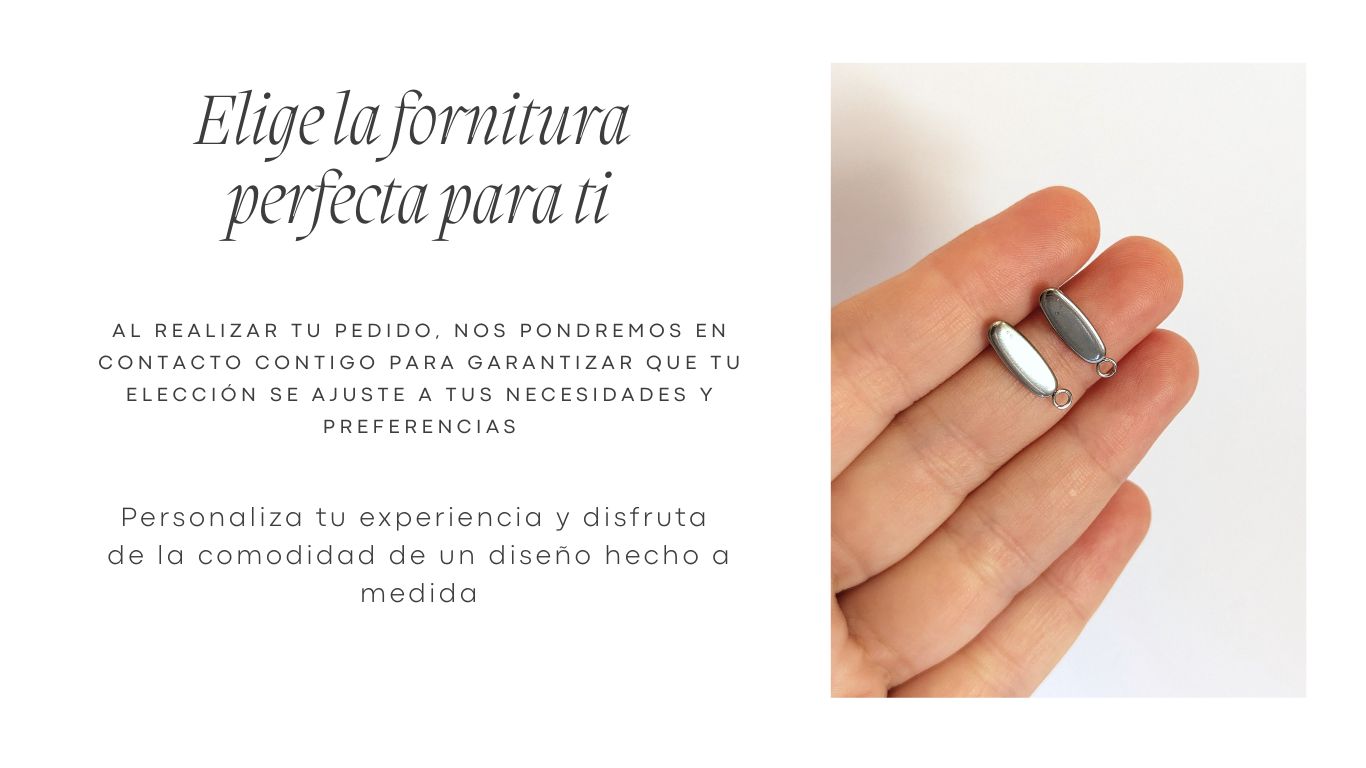 Elige la fornitura
perfecta para ti
AL REALIZAR TU PEDIDO, NOS PONDREMOS EN
CONTACTO CONTIGO PARA GARANTIZAR QUE TU
ELECCIÓN SE AJUSTE A TUS NECESIDADES Y
PREFERENCIAS
Personaliza tu experiencia y disfruta
de la comodidad de un diseño hecho a
medida